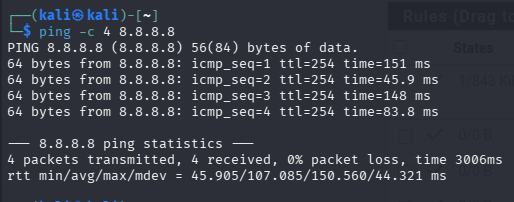 ┌──(kali㉿kali)-[~]
└─$ ping -c 4 8.8.8.8
PING 8.8.8.8 (8.8.8.8) 56(84) bytes of data.
64 bytes from 8.8.8.8: icmp_seq=1 ttl=254 time=151 ms
64 bytes from 8.8.8.8: icmp_seq=2 ttl=254 time=45.9 ms
64 bytes from 8.8.8.8: icmp_seq=3 ttl=254 time=148 ms
64 bytes from 8.8.8.8: icmp_seq=4 ttl=254 time=83.8 ms
--- 8.8.8.8 ping statistics ---
4 packets transmitted, 4 received, 0% packet loss, time 3006ms
rtt min/avg/max/mdev = 45.905/107.085/150.560/44.321 ms
Rules (Drag to
States
0/0 B